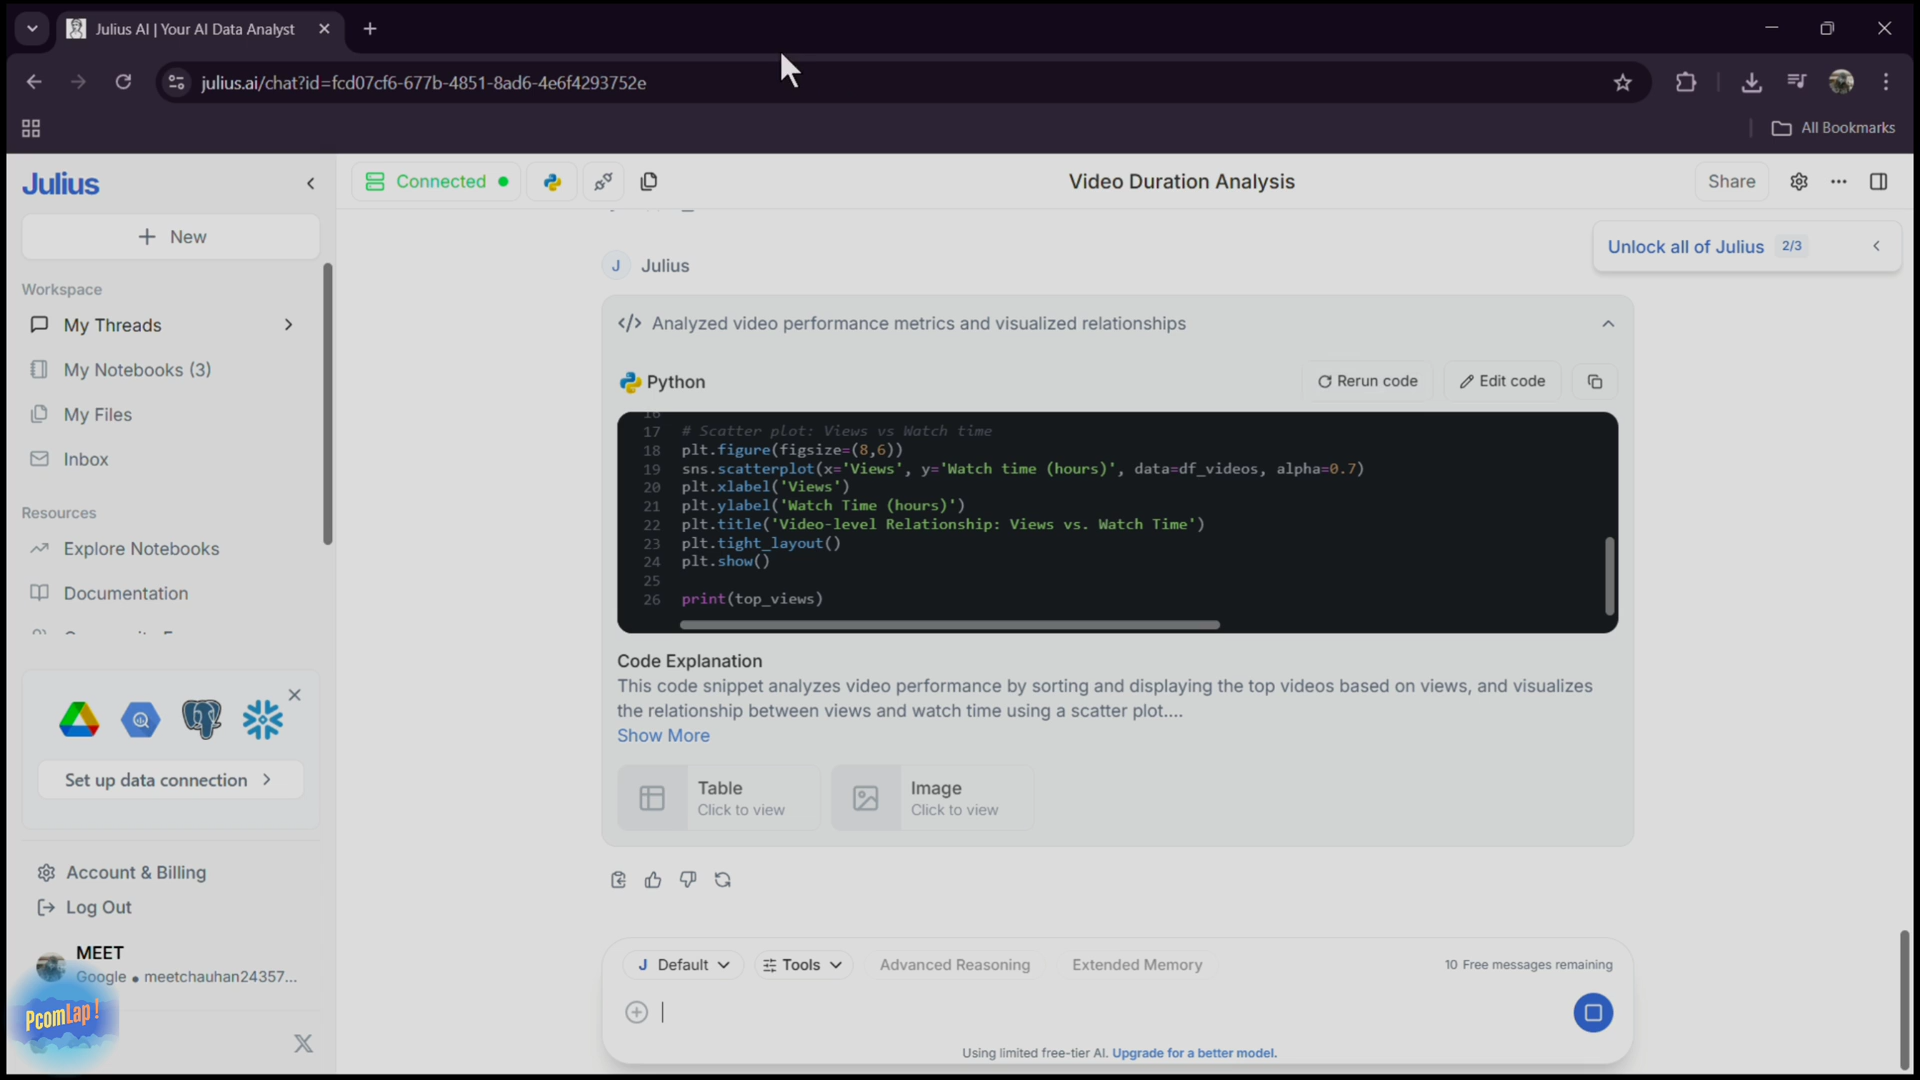 Julius AI | Your AI Data Analyst
julius.ai/chat?id=fcd07cf6-677b-4851-8ad6-4e6f4293752e
All Bookmarks
Julius
Connected
Video Duration Analysis
Share
New
Unlock all of Julius 2/3
Workspace
My Threads
My Notebooks (3)
My Files
Inbox
Resources
Explore Notebooks
Documentation
Set up data connection
Account & Billing
Log Out
MEET
Google • meetchauhan24357...
PcomLap!
J Julius
</> Analyzed video performance metrics and visualized relationships
Python
Rerun code
Edit code
16
17 # Scatter plot: Views vs Watch time
18 plt.figure(figsize=(8,6))
19 sns.scatterplot(x='Views', y='Watch time (hours)', data=df_videos, alpha=0.7)
20 plt.xlabel('Views')
21 plt.ylabel('Watch Time (hours)')
22 plt.title('Video-level Relationship: Views vs. Watch Time')
23 plt.tight_layout()
24 plt.show()
25
26 print(top_views)
Code Explanation
This code snippet analyzes video performance by sorting and displaying the top videos based on views, and visualizes
the relationship between views and watch time using a scatter plot....
Show More
Table
Click to view
Image
Click to view
J Default
Tools
Advanced Reasoning
Extended Memory
10 Free messages remaining
Using limited free-tier AI. Upgrade for a better model.